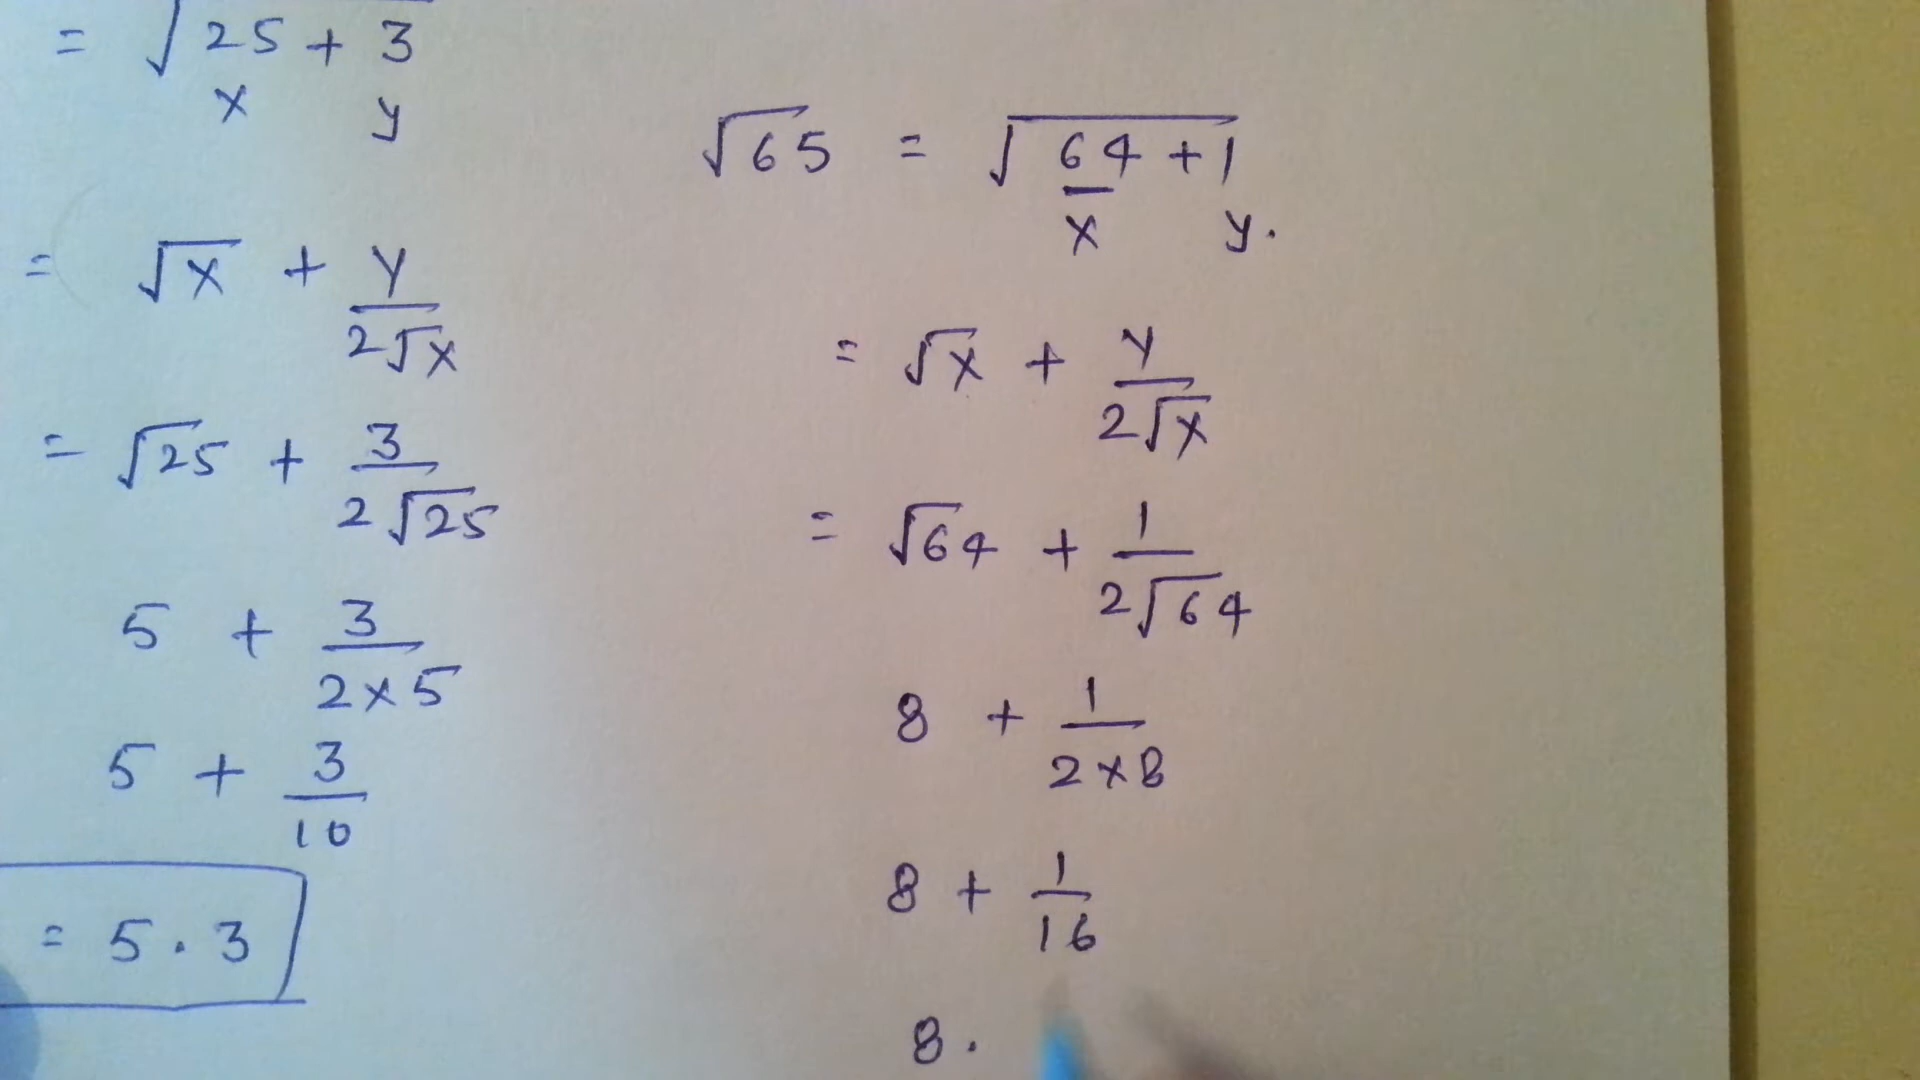 = √25 + 3
x y
= √x + y/2√x
= √25 + 3/2√25
5 + 3/2×5
5 + 3/10
= 5.3
√65 = √64 + 1
x y.
= √x + y/2√x
= √64 + 1/2√64
8 + 1/2×8
8 + 1/16
8.